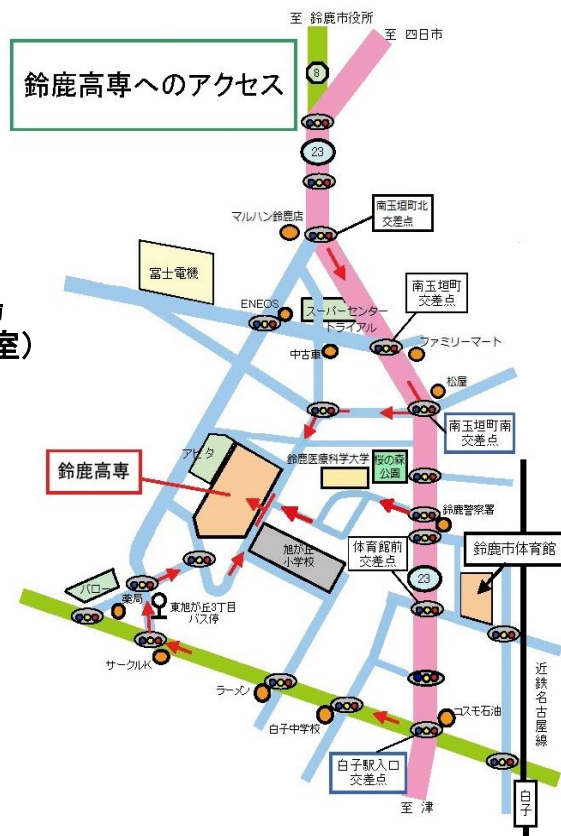 至 鈴鹿市役所
至 四日市
鈴鹿高専へのアクセス
8
23
マルハン鈴鹿店
南玉垣町北
交差点
富士電機
ENEOS
スーパーセンター
トライアル
南玉垣町
交差点
室）
中古車
ファミリーマート
松屋
南玉垣町南
交差点
アピタ
鈴鹿医療科学大学
桜の森
公園
鈴鹿高専
鈴鹿警察署
旭が丘
小学校
体育館前
交差点
鈴鹿市体育館
23
バロー
薬局
東旭が丘3丁目
バス停
サークルK
ラーメン
白子中学校
コスモ石油
近鉄名古屋線
白子駅入口
交差点
白子
至 津